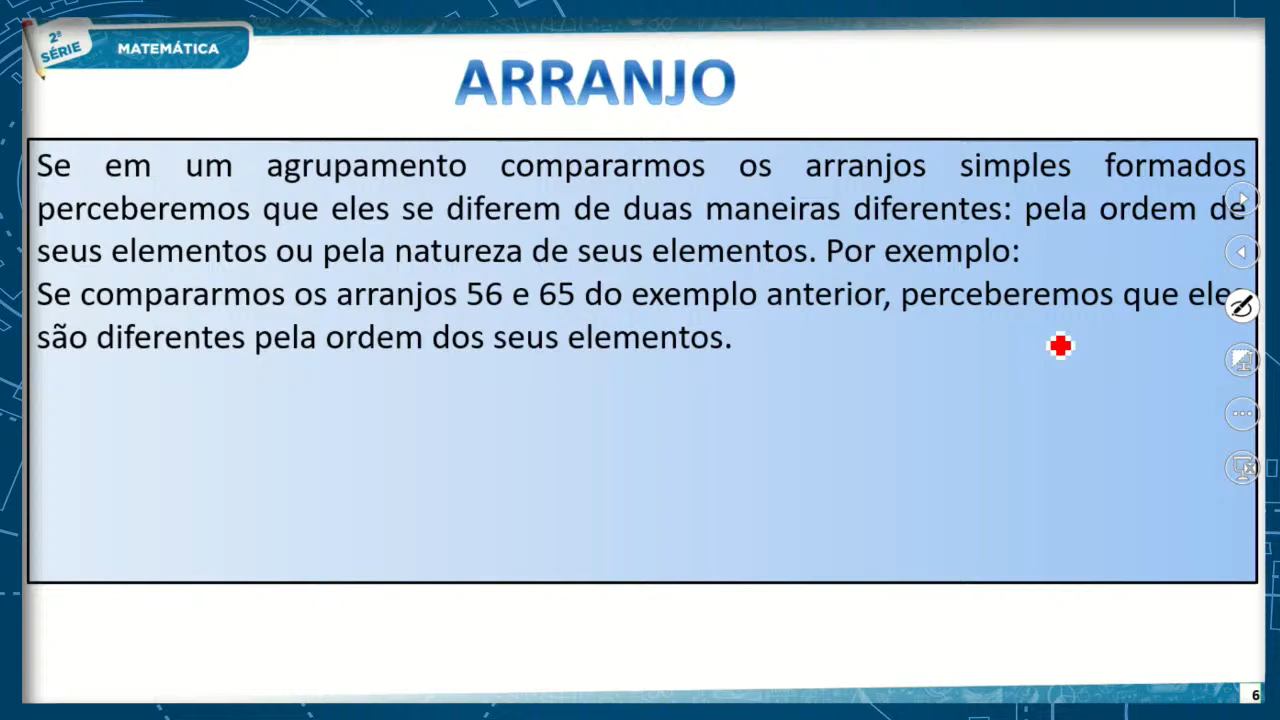 2ª
SÉRIE
MATEMÁTICA
ARRANJO
Se em um agrupamento compararmos os arranjos simples formados
perceberemos que eles se diferem de duas maneiras diferentes: pela ordem de
seus elementos ou pela natureza de seus elementos. Por exemplo:
Se compararmos os arranjos 56 e 65 do exemplo anterior, perceberemos que ele
são diferentes pela ordem dos seus elementos.
6